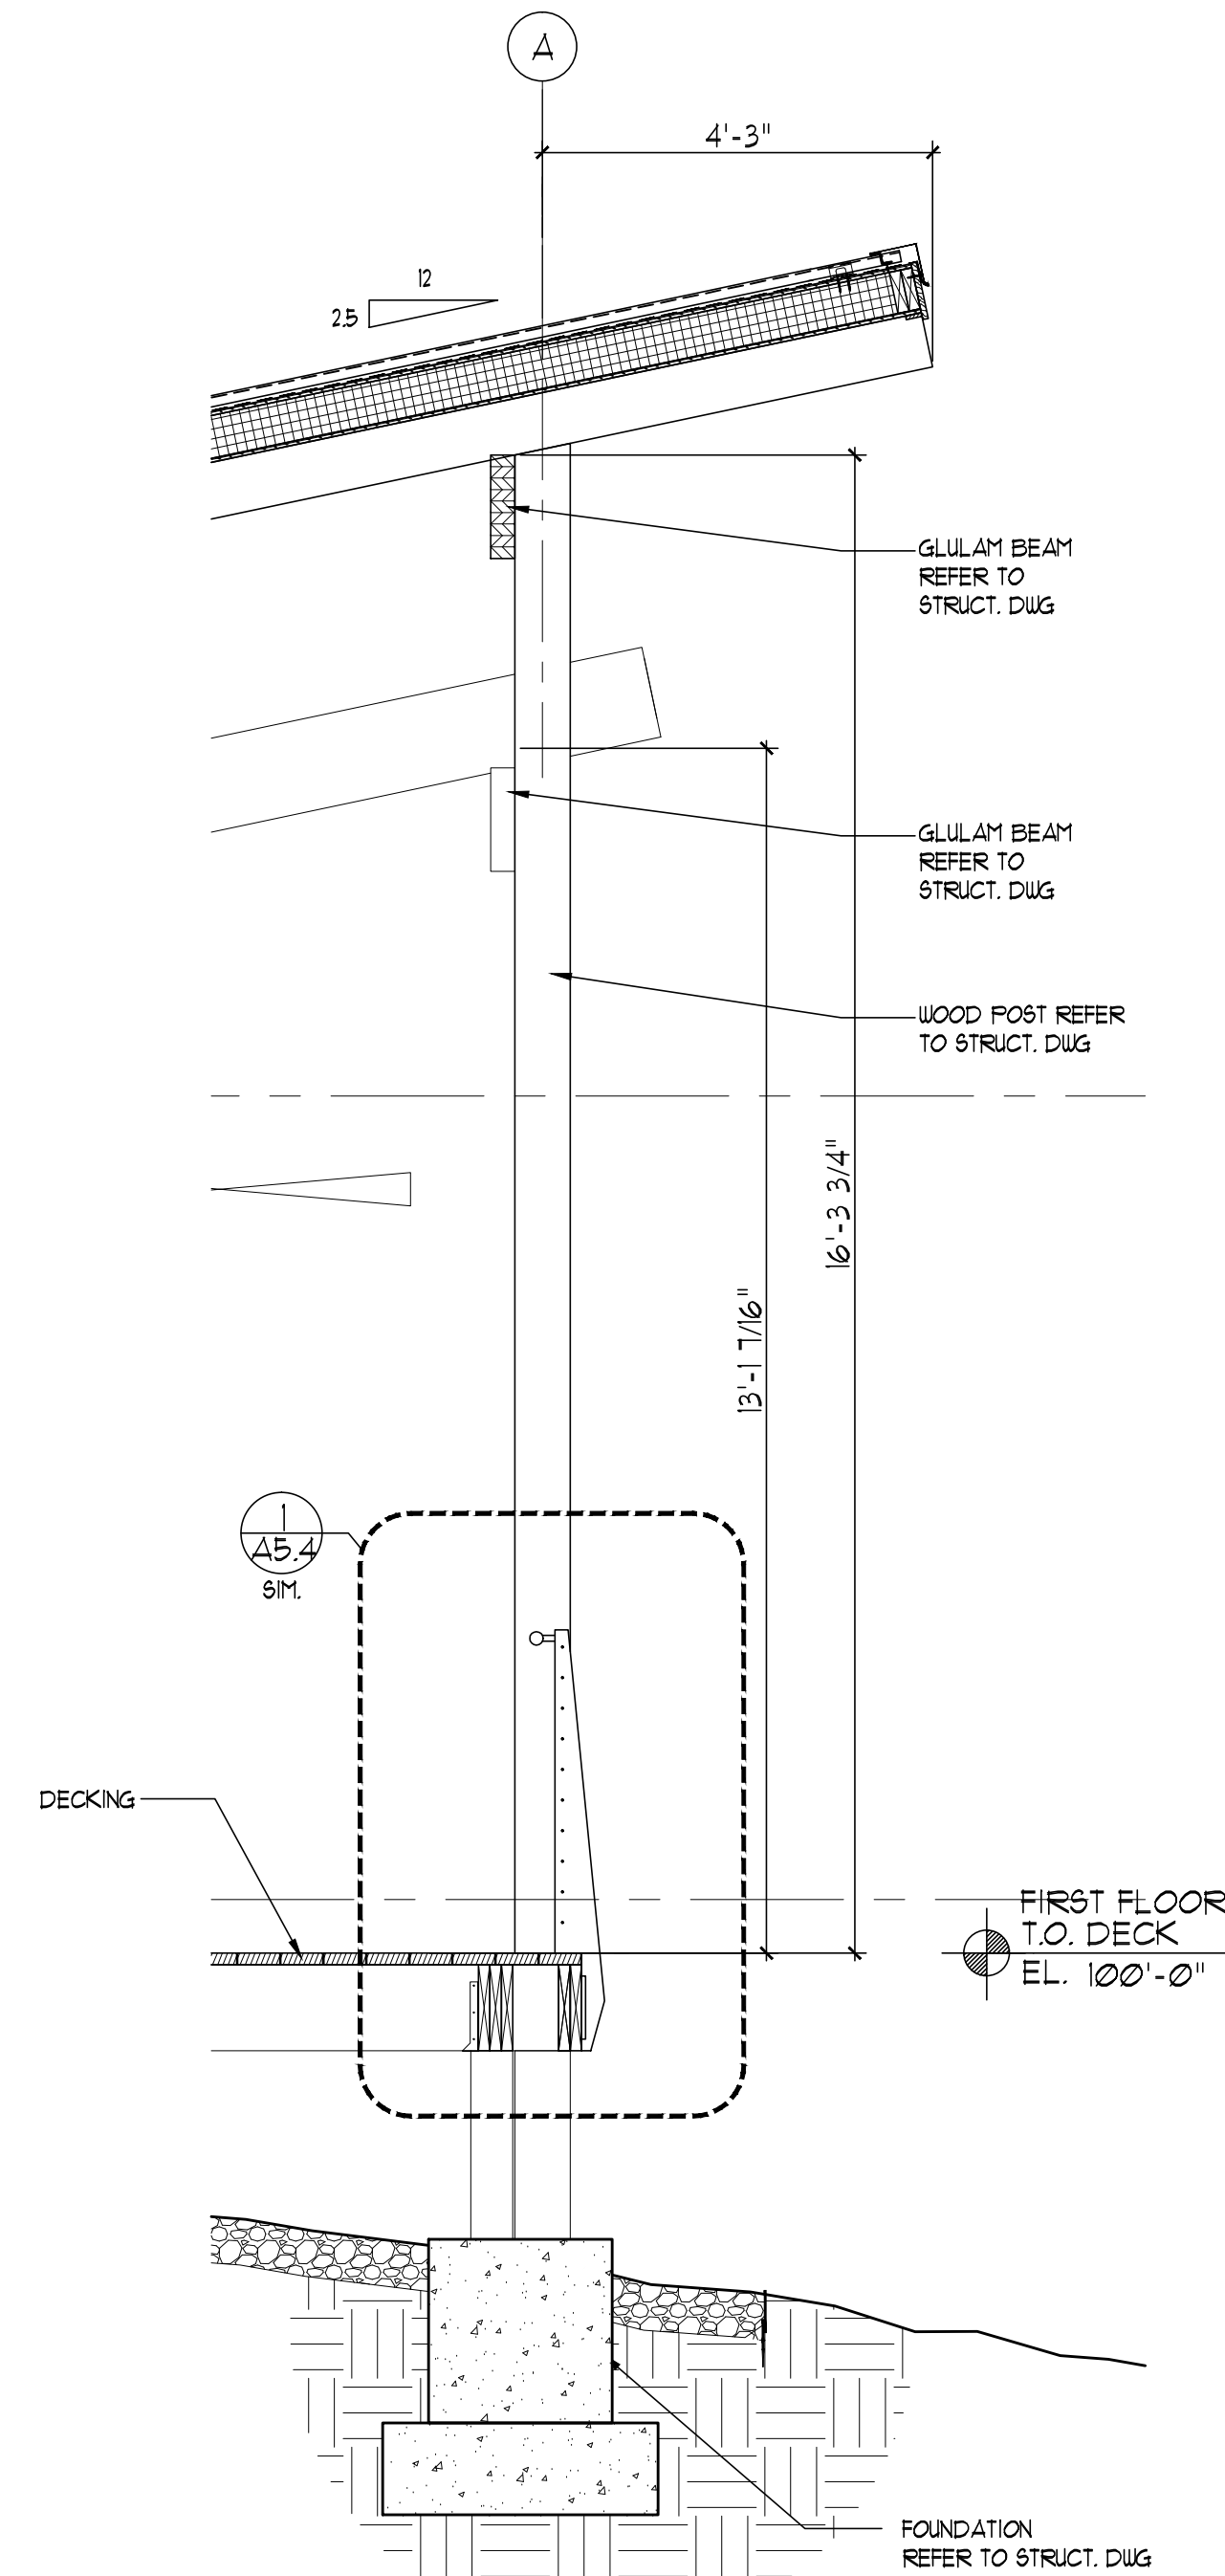 A
4'-3"
12
2.5
GLULAM BEAM
REFER TO
STRUCT. DWG
GLULAM BEAM
REFER TO
STRUCT. DWG
WOOD POST REFER
TO STRUCT. DWG
16'-3 3/4"
13'-1 7/16"
1
A5.4
SIM.
DECKING
FIRST FLOOR
T.O. DECK
EL. 100'-0"
FOUNDATION
REFER TO STRUCT. DWG